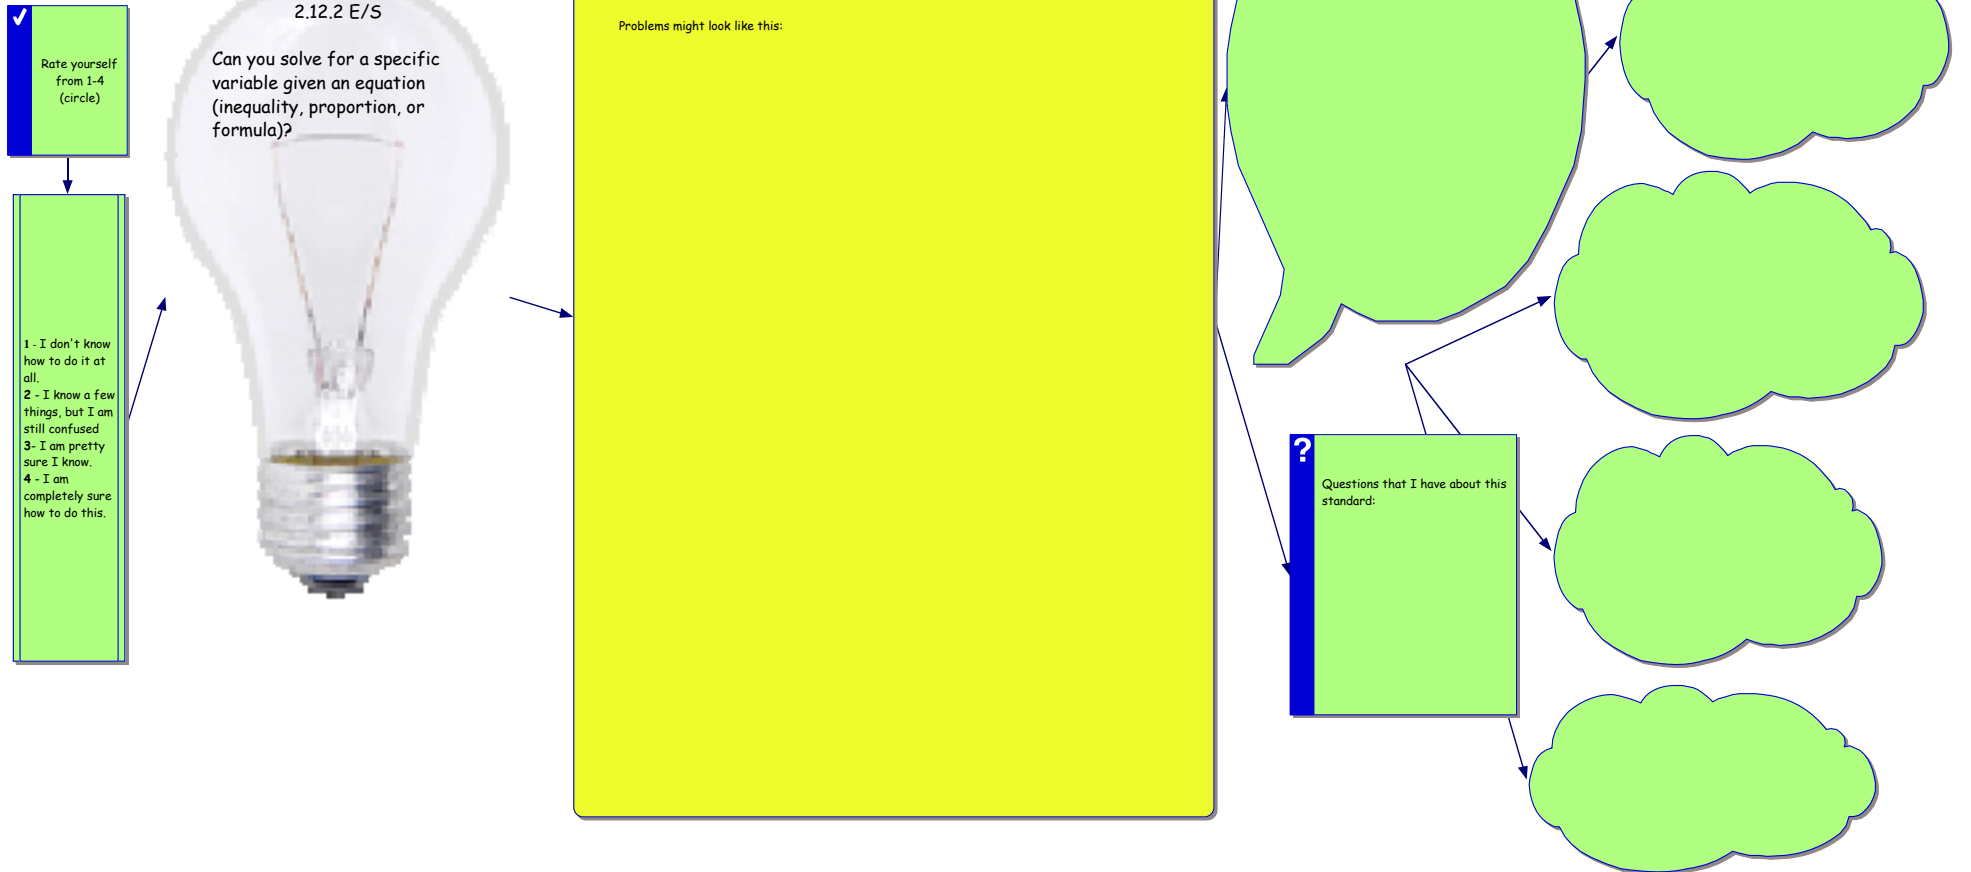 Rate yourself
from 1-4
(circle)
1 - I don't know
how to do it at
all.
2 - I know a few
things, but I am
still confused
3- I am pretty
sure I know.
4 - I am
completely sure
how to do this.
2.12.2 E/S
Can you solve for a specific
variable given an equation
(inequality, proportion, or
formula)?
Problems might look like this:
?
Questions that I have about this
standard: